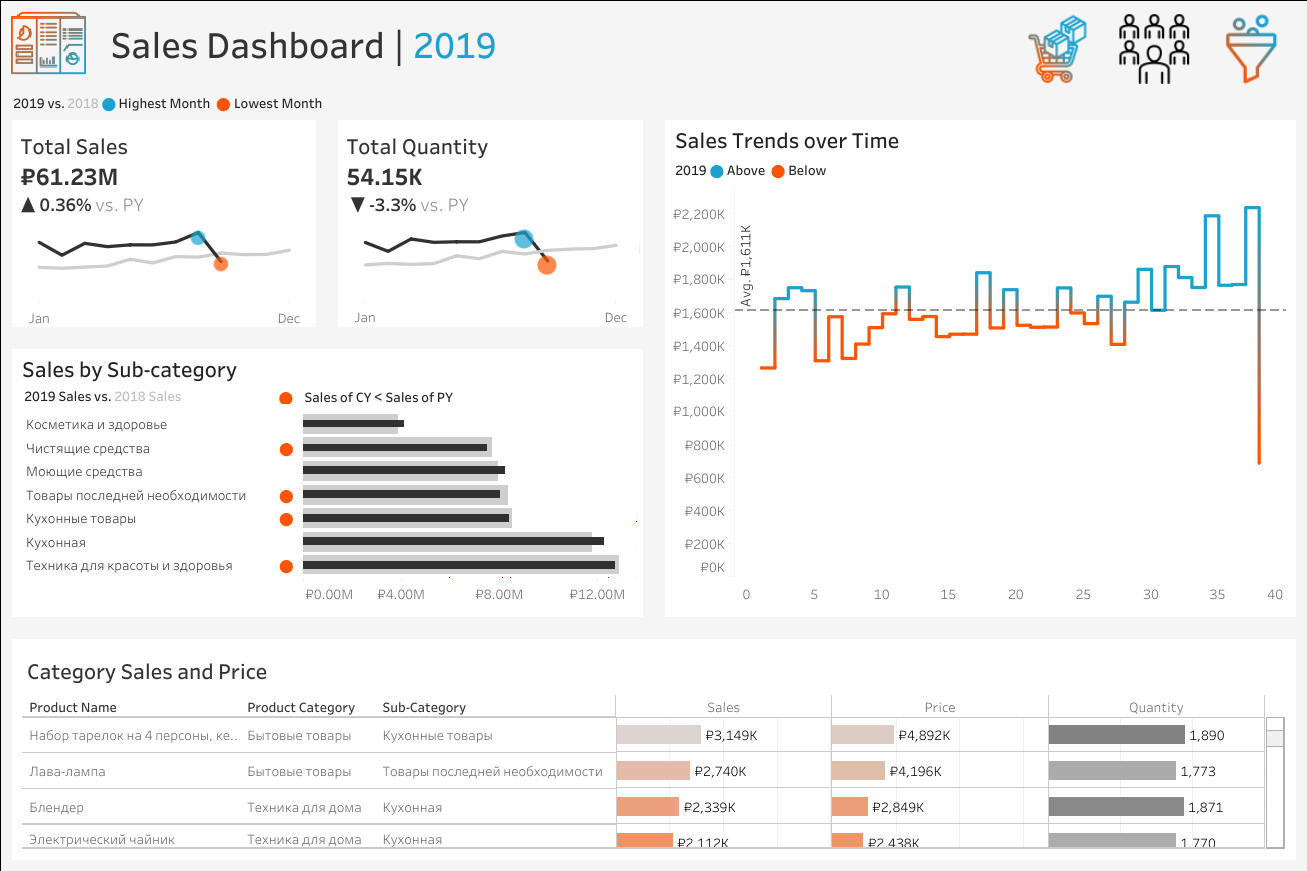 Sales Dashboard | 2019
2019 vs. 2018 Highest Month Lowest Month
Total Sales
₽61.23M
▲ 0.36% vs. PY
Jan Dec
Total Quantity
54.15K
▼ -3.3% vs. PY
Jan Dec
Sales Trends over Time
2019 Above Below
₽2,200K
₽2,000K
₽1,800K
₽1,600K
₽1,400K
₽1,200K
₽1,000K
₽800K
₽600K
₽400K
₽200K
₽0K
Avg. ₽1,611K
0 5 10 15 20 25 30 35 40
Sales by Sub-category
2019 Sales vs. 2018 Sales
Sales of CY < Sales of PY
Косметика и здоровье
Чистящие средства
Моющие средства
Товары последней необходимости
Кухонные товары
Кухонная
Техника для красоты и здоровья
₽0.00M ₽4.00M ₽8.00M ₽12.00M
Category Sales and Price
Product Name Product Category Sub-Category Sales Price Quantity
Набор тарелок на 4 персоны, ке.. Бытовые товары Кухонные товары ₽3,149K ₽4,892K 1,890
Лава-лампа Бытовые товары Товары последней необходимости ₽2,740K ₽4,196K 1,773
Блендер Техника для дома Кухонная ₽2,339K ₽2,849K 1,871
Электрический чайник Техника для дома Кухонная ₽2,112K ₽2,438K 1,770